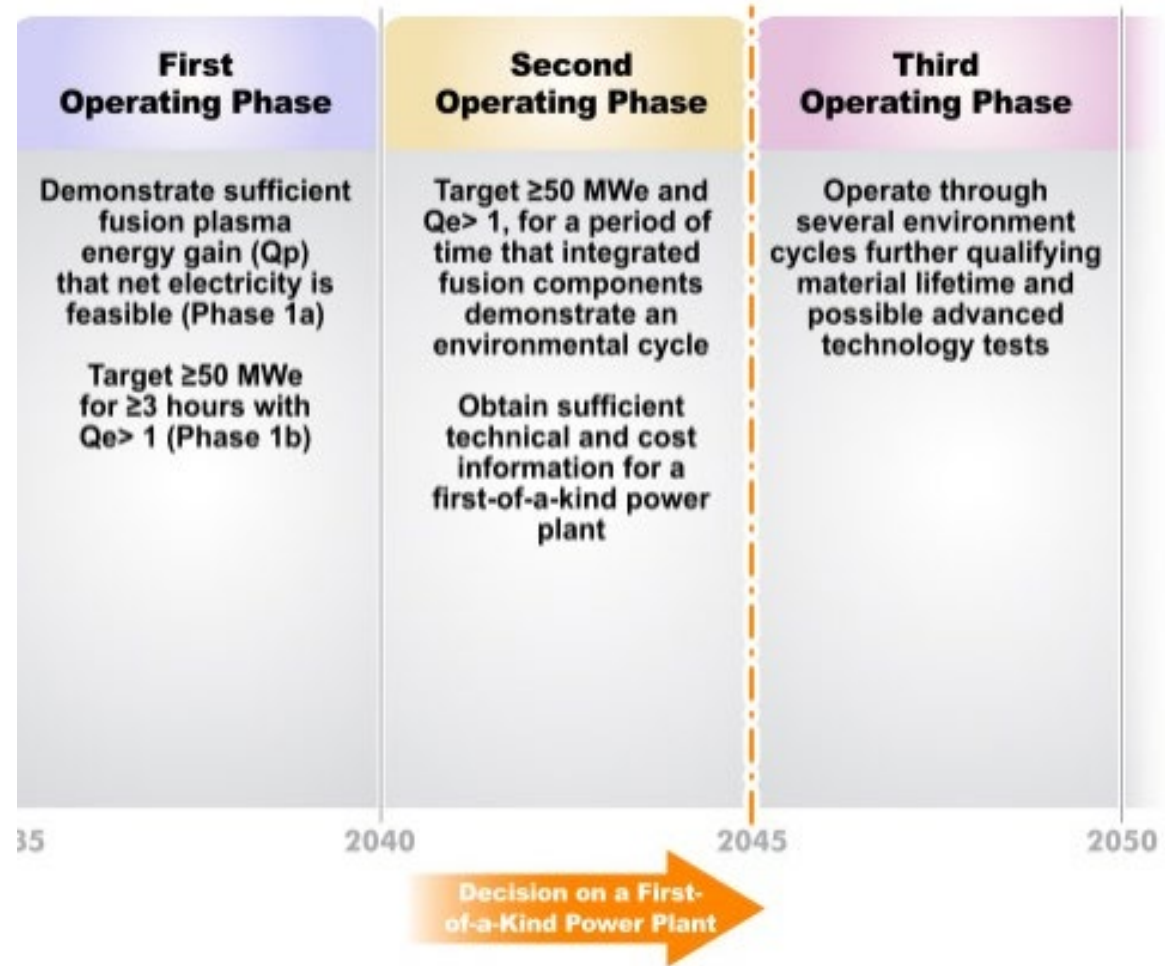 First
Operating Phase
Demonstrate sufficient
fusion plasma
energy gain (Qp)
that net electricity is
feasible (Phase 1a)
Target ≥50 MWe
for ≥3 hours with
Qe> 1 (Phase 1b)
Second
Operating Phase
Target ≥50 MWe and
Qe> 1, for a period of
time that integrated
fusion components
demonstrate an
environmental cycle
Obtain sufficient
technical and cost
information for a
first-of-a-kind power
plant
Third
Operating Phase
Operate through
several environment
cycles further qualifying
material lifetime and
possible advanced
technology tests
35 2040 2045 2050
Decision on a First-
of-a-Kind Power Plant